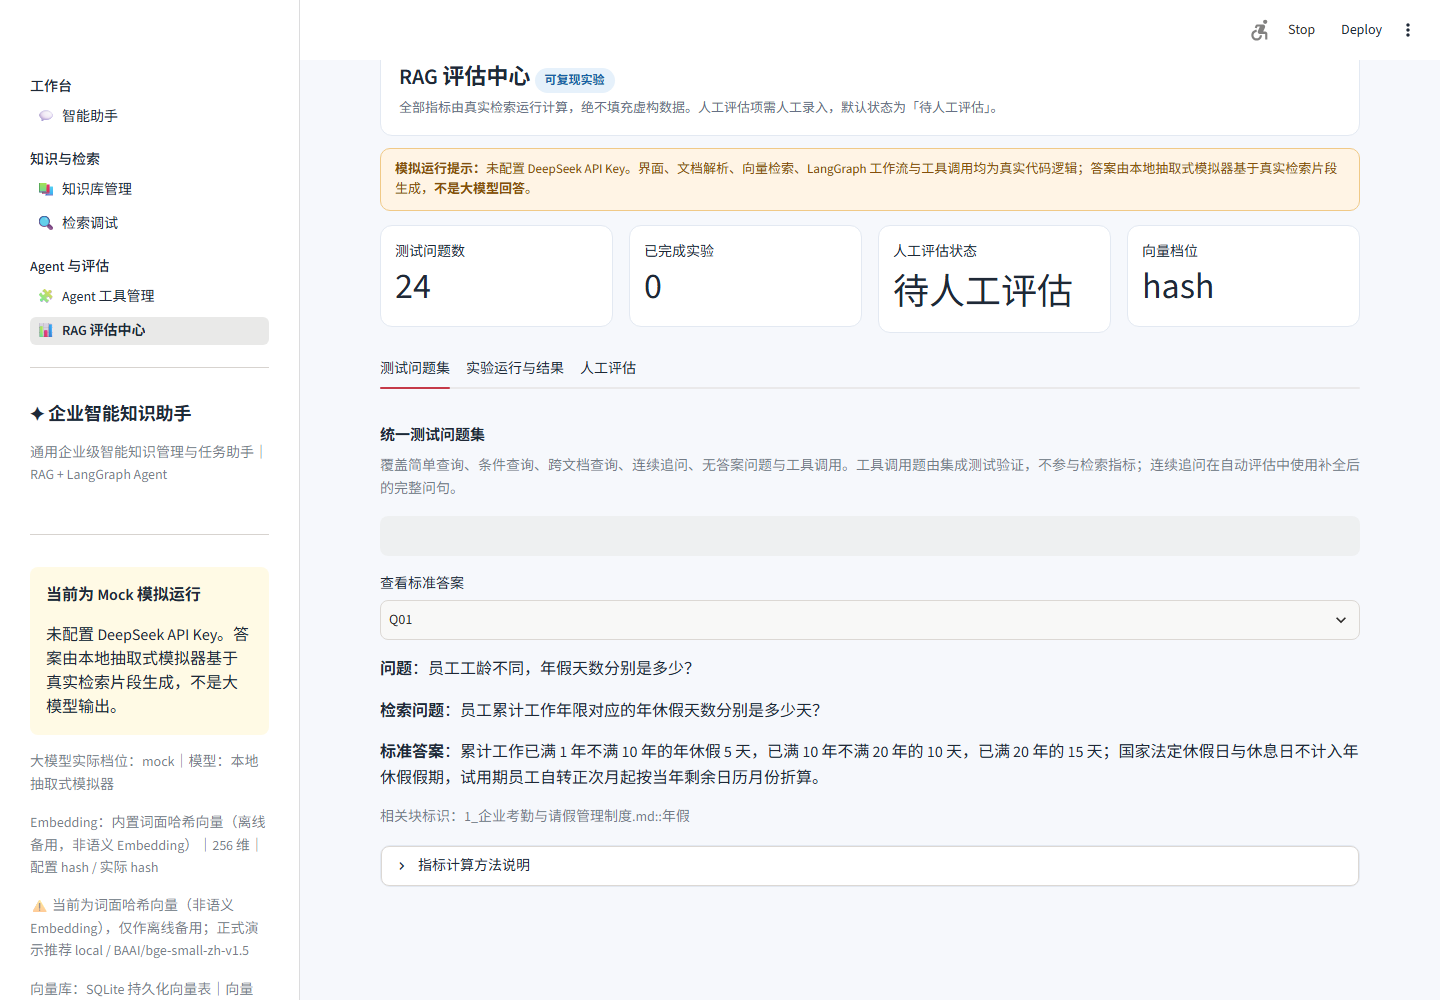 Stop
Deploy
工作台
智能助手
知识与检索
知识库管理
检索调试
Agent 与评估
Agent 工具管理
RAG 评估中心
✦ 企业智能知识助手
通用企业级智能知识管理与任务助手｜
RAG + LangGraph Agent
当前为 Mock 模拟运行
未配置 DeepSeek API Key。答
案由本地抽取式模拟器基于
真实检索片段生成，不是大
模型输出。
大模型实际档位：mock｜模型：本地
抽取式模拟器
Embedding：内置词面哈希向量（离线
备用，非语义 Embedding）｜256 维｜
配置 hash / 实际 hash
⚠️ 当前为词面哈希向量（非语义
Embedding），仅作离线备用；正式演
示推荐 local / BAAI/bge-small-zh-v1.5
向量库：SQLite 持久化向量表｜向量
RAG 评估中心 可复现实验
全部指标由真实检索运行计算，绝不填充虚构数据。人工评估项需人工录入，默认状态为「待人工评估」。
模拟运行提示：未配置 DeepSeek API Key。界面、文档解析、向量检索、LangGraph 工作流与工具调用均为真实代码逻辑；答案由本地抽取式模拟器基于真实检索片段
生成，不是大模型回答。
测试问题数
24
已完成实验
0
人工评估状态
待人工评估
向量档位
hash
测试问题集 实验运行与结果 人工评估
统一测试问题集
覆盖简单查询、条件查询、跨文档查询、连续追问、无答案问题与工具调用。工具调用题由集成测试验证，不参与检索指标；连续追问在自动评估中使用补全后
的完整问句。
查看标准答案
Q01
问题：员工工龄不同，年假天数分别是多少？
检索问题：员工累计工作年限对应的年休假天数分别是多少天？
标准答案：累计工作已满 1 年不满 10 年的年休假 5 天，已满 10 年不满 20 年的 10 天，已满 20 年的 15 天；国家法定休假日与休息日不计入年
休假假期，试用期员工自转正次月起按当年剩余日历月份折算。
相关块标识：1_企业考勤与请假管理制度.md::年假
指标计算方法说明